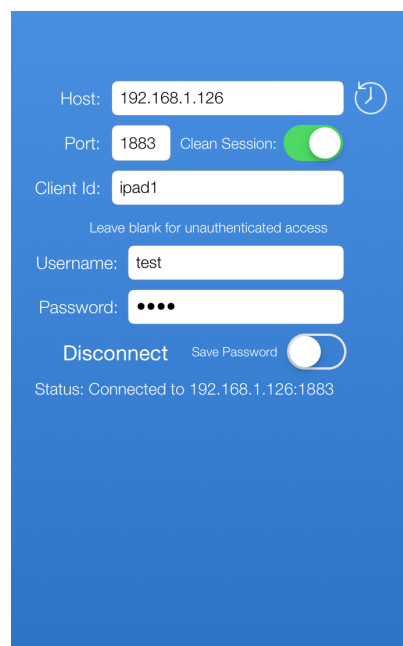 Host: 192.168.1.126
Port: 1883 Clean Session:
Client Id: ipad1
Leave blank for unauthenticated access
Username: test
Password: ●●●●
Disconnect Save Password
Status: Connected to 192.168.1.126:1883